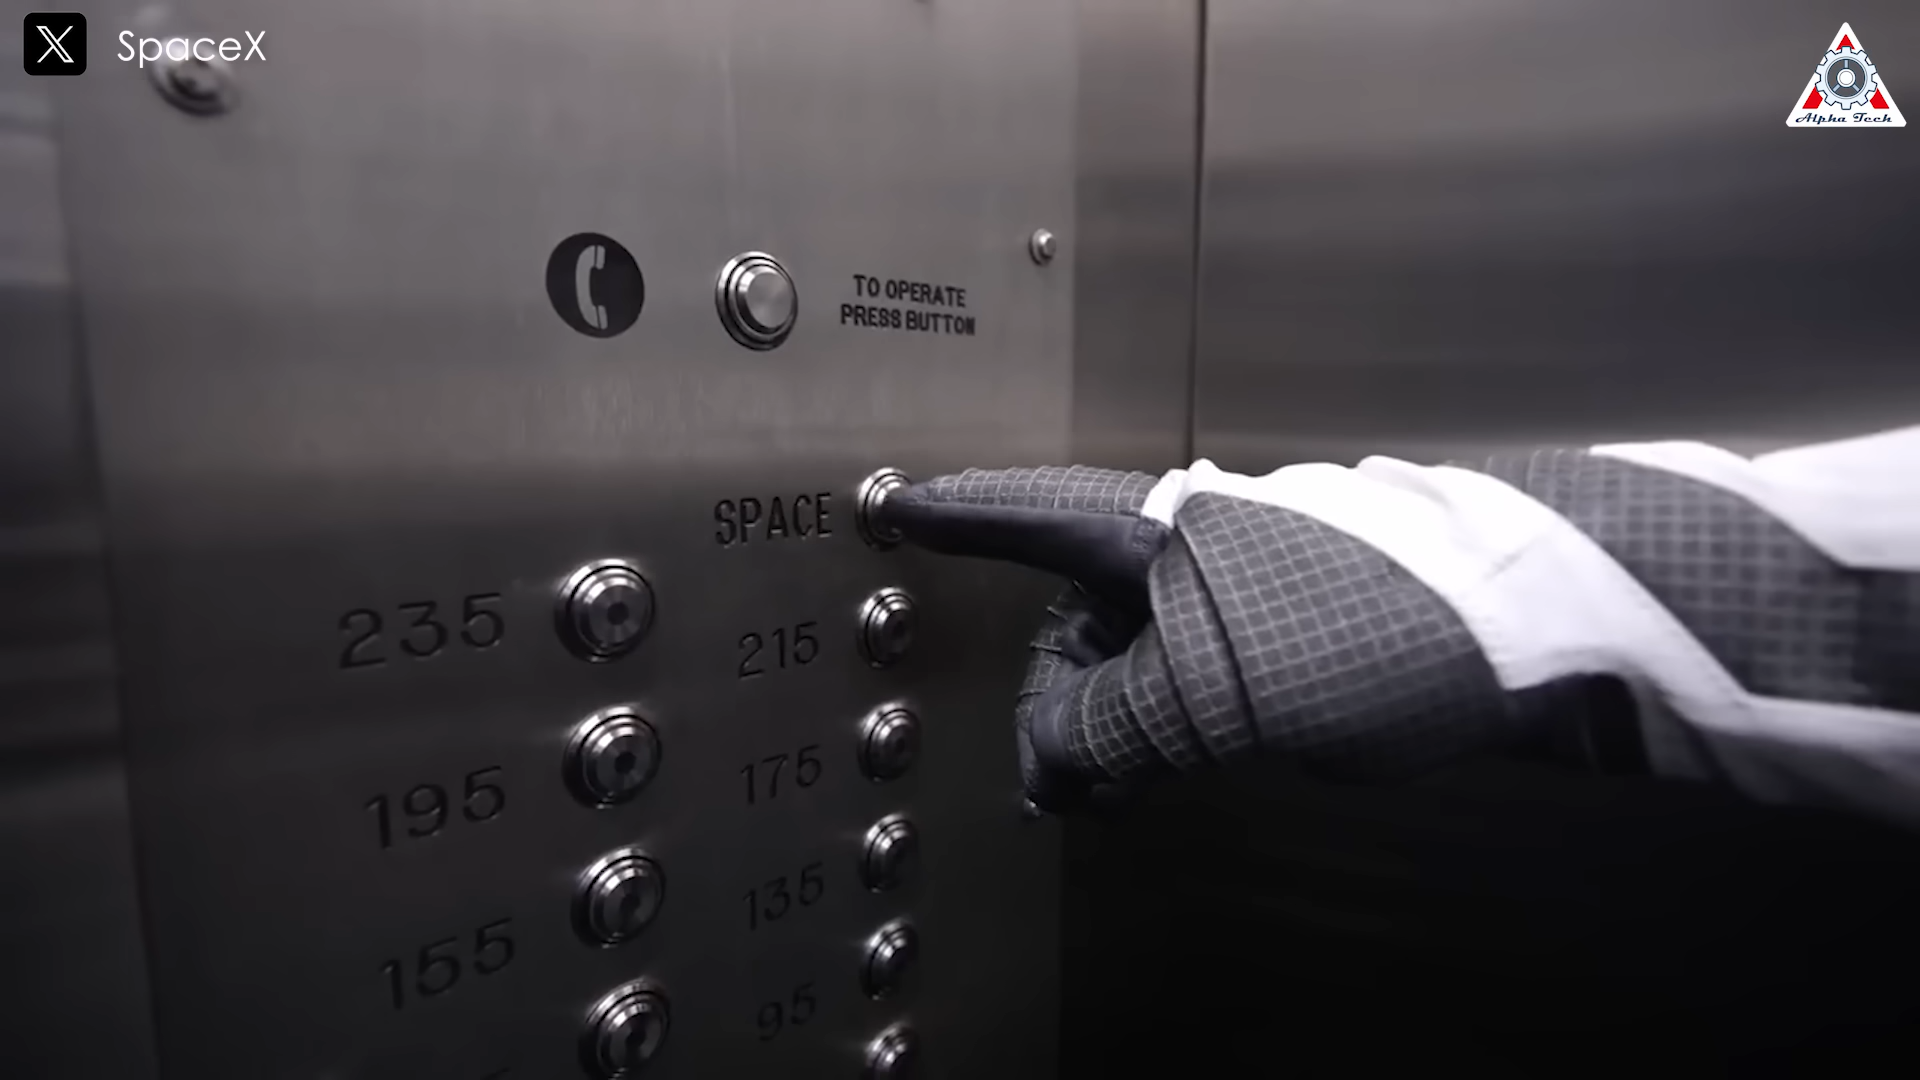 SpaceX
Alpha Tech
TO OPERATE
PRESS BUTTON
SPACE
235
215
195
175
155
135
95